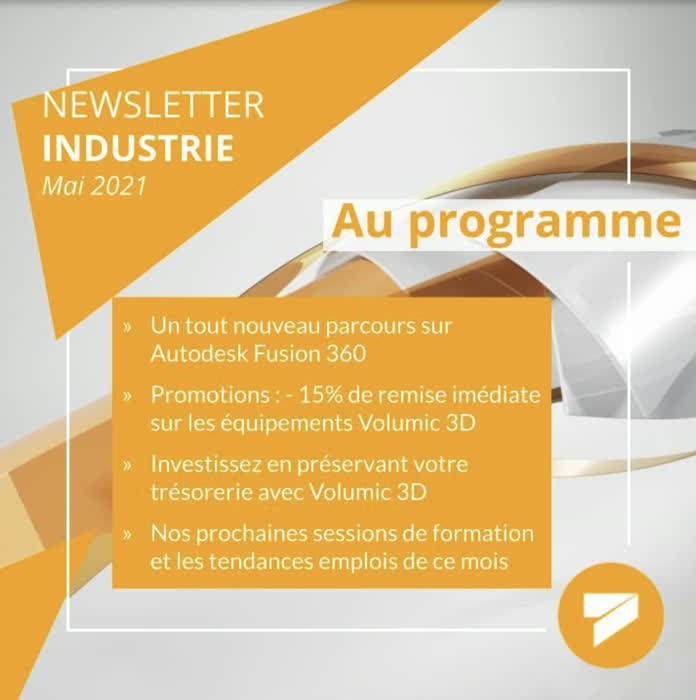 NEWSLETTER
INDUSTRIE
Mai 2021
Au programme
» Un tout nouveau parcours sur
Autodesk Fusion 360
» Promotions : - 15% de remise imédiate
sur les équipements Volumic 3D
» Investissez en préservant votre
trésorerie avec Volumic 3D
» Nos prochaines sessions de formation
et les tendances emplois de ce mois